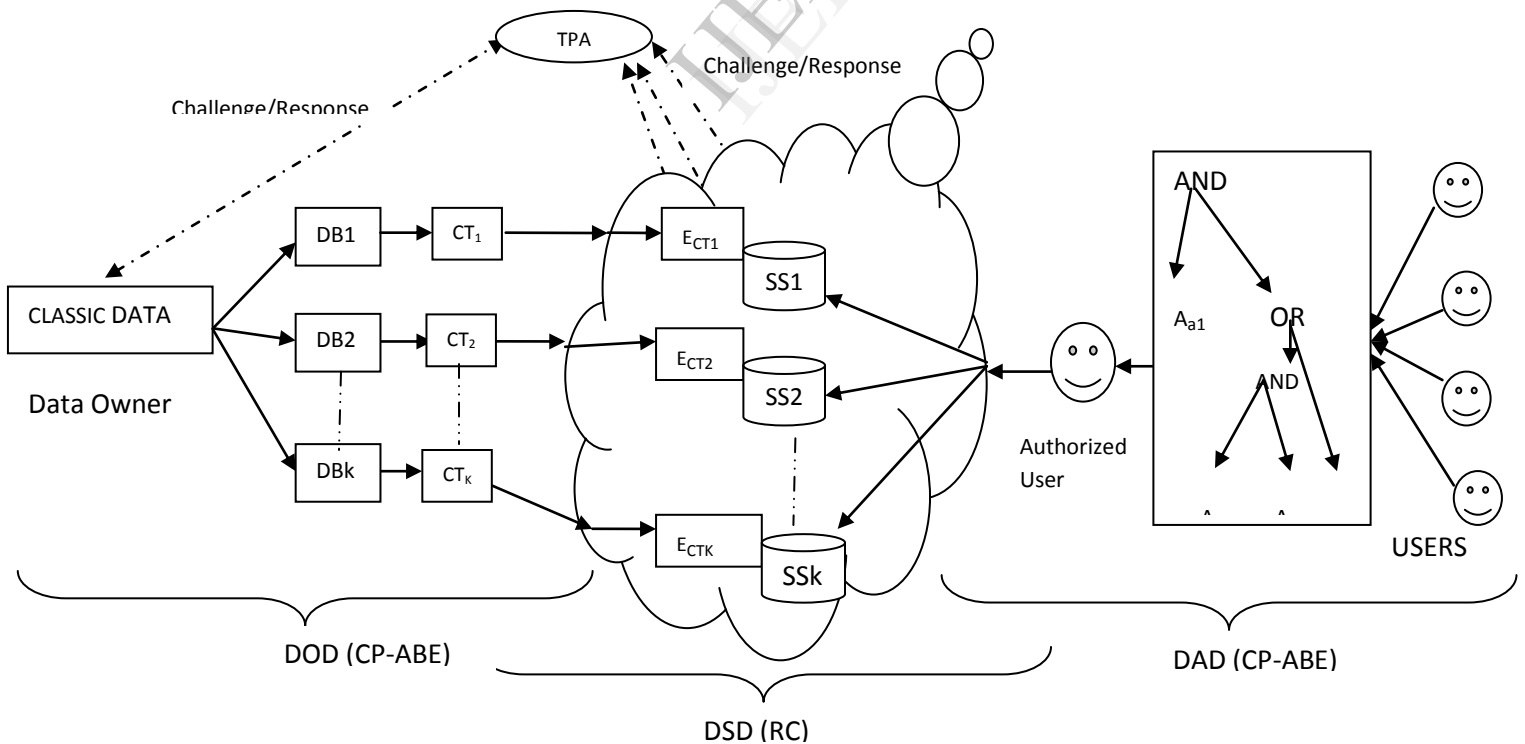 TPA
Challenge/Response
Challenge/Response
CLASSIC DATA
Data Owner
DB1
CT1
DB2
CT2
DBk
CTK
ECT1
SS1
ECT2
SS2
ECTK
SSk
Authorized
User
AND
Aa1
OR
AND
USERS
DOD (CP-ABE)
DSD (RC)
DAD (CP-ABE)